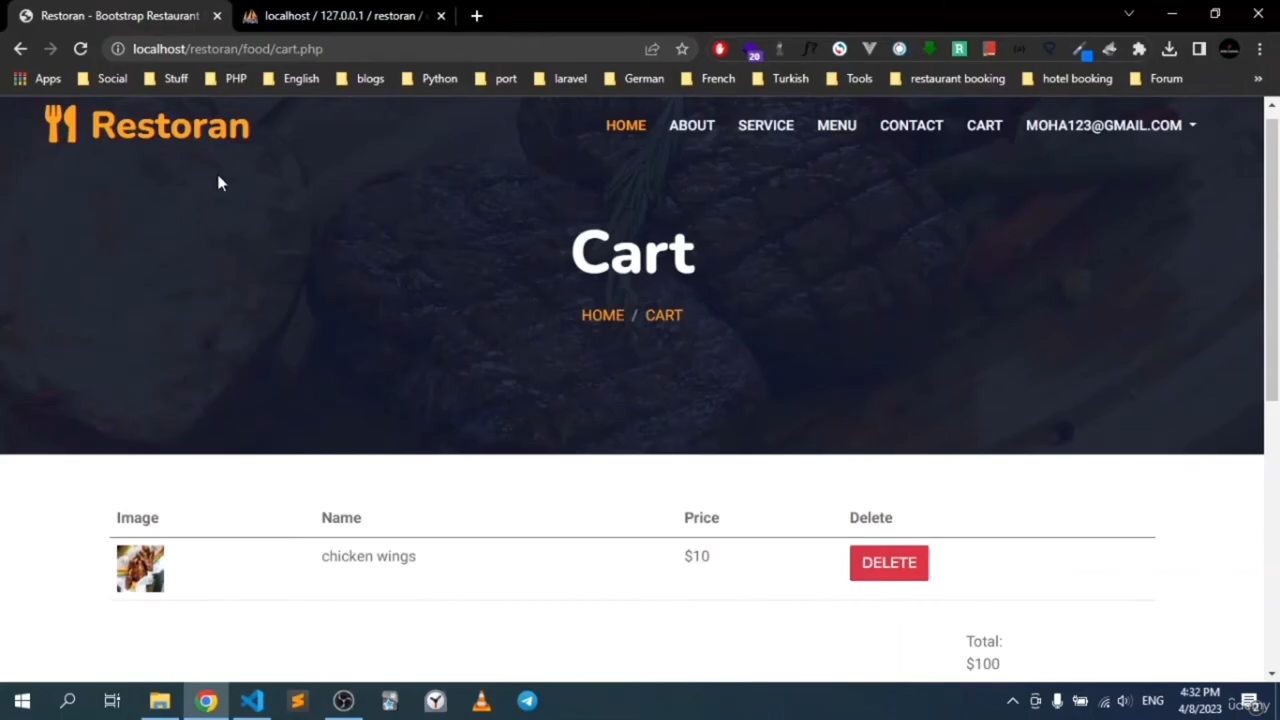 Restoran - Bootstrap Restaurant
localhost / 127.0.0.1 / restoran /
localhost/restoran/food/cart.php
20
Apps Social Stuff PHP English blogs Python port laravel German French Turkish Tools restaurant booking hotel booking Forum »
Restoran
HOME ABOUT SERVICE MENU CONTACT CART MOHA123@GMAIL.COM
Cart
HOME / CART
Image Name Price Delete
chicken wings $10 DELETE
Total:
$100
ENG
4:32 PM
4/8/2023
udemy